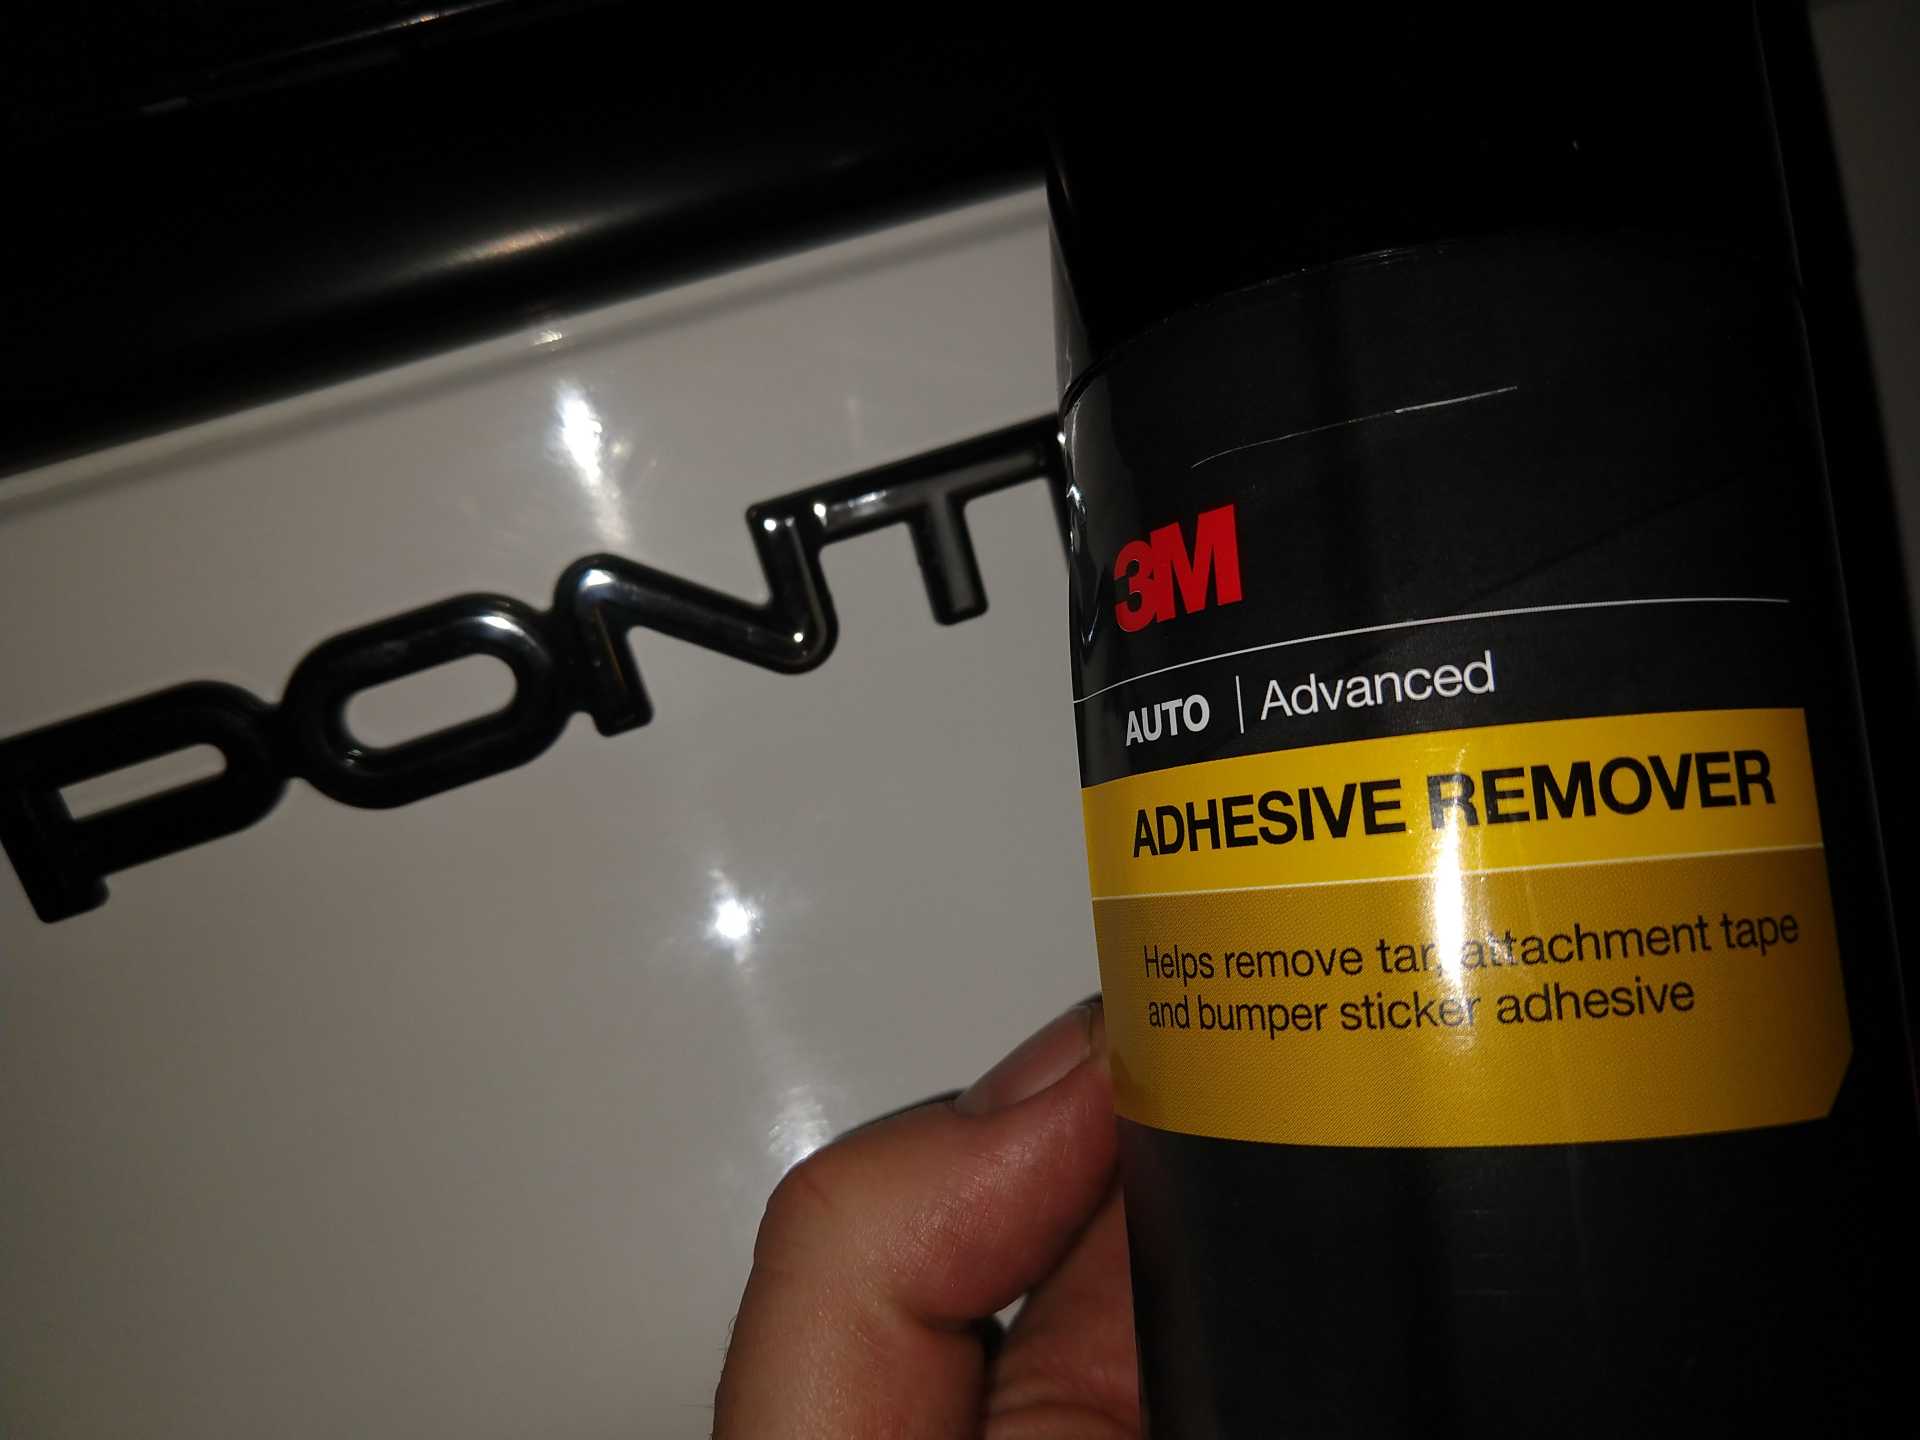 PONT
3M
AUTO | Advanced
ADHESIVE REMOVER
Helps remove tar, attachment tape
and bumper sticker adhesive